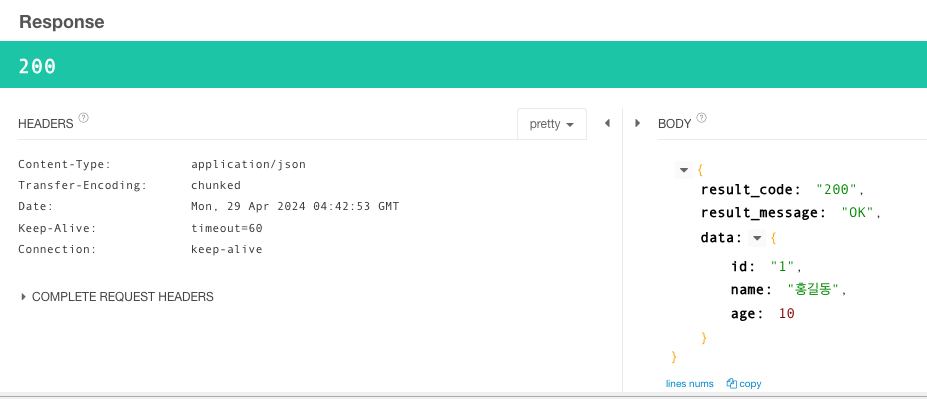 Response
200
HEADERS ?
pretty
Content-Type: application/json
Transfer-Encoding: chunked
Date: Mon, 29 Apr 2024 04:42:53 GMT
Keep-Alive: timeout=60
Connection: keep-alive
COMPLETE REQUEST HEADERS
BODY ?
{
result_code: "200",
result_message: "OK",
data: {
id: "1",
name: "홍길동",
age: 10
}
}
lines nums copy